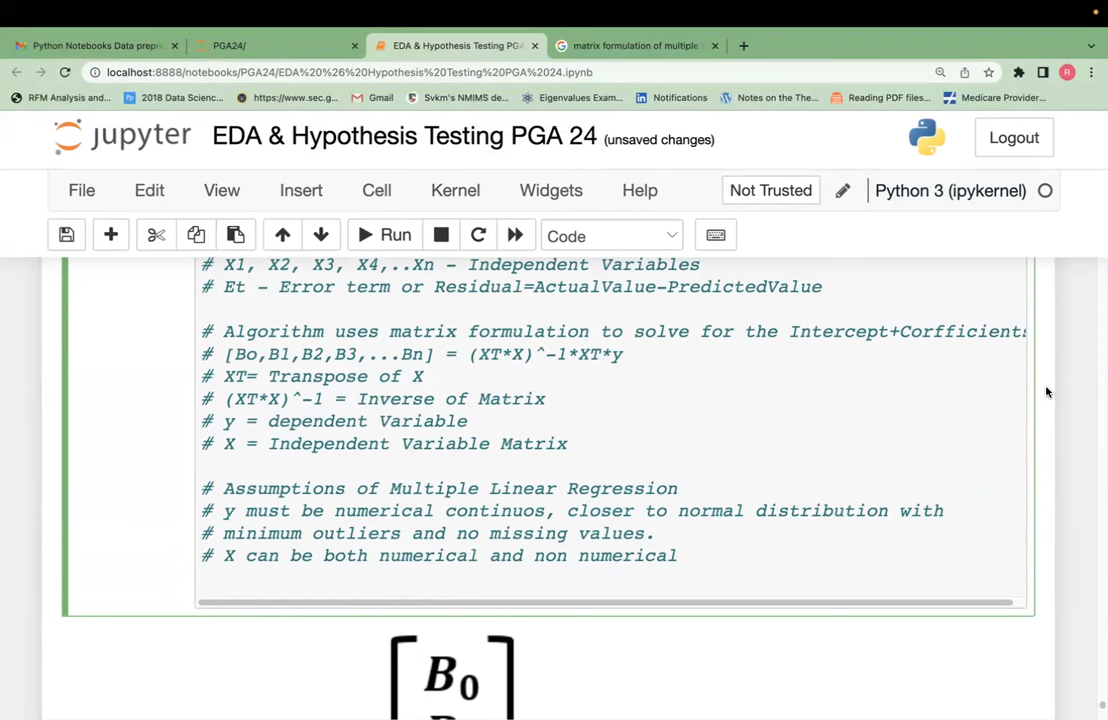 Python Notebooks Data prepr
PGA24/
EDA & Hypothesis Testing PGA
matrix formulation of multiple
localhost:8888/notebooks/PGA24/EDA%20%26%20Hypothesis%20Testing%20PGA%2024.ipynb
RFM Analysis and...
2018 Data Scienc...
https://www.sec.g...
Gmail
Svkm's NMIMS de...
Eigenvalues Exam...
Notifications
Notes on the The...
Reading PDF files...
Medicare Provider...
R
jupyter EDA & Hypothesis Testing PGA 24 (unsaved changes)
Logout
File Edit View Insert Cell Kernel Widgets Help Not Trusted Python 3 (ipykernel)
Run Code
# X1, X2, X3, X4,..Xn - Independent Variables
# Et - Error term or Residual=ActualValue-PredictedValue
# Algorithm uses matrix formulation to solve for the Intercept+Corfficients
# [Bo,B1,B2,B3,...Bn] = (XT*X)^-1*XT*y
# XT= Transpose of X
# (XT*X)^-1 = Inverse of Matrix
# y = dependent Variable
# X = Independent Variable Matrix
# Assumptions of Multiple Linear Regression
# y must be numerical continuos, closer to normal distribution with
# minimum outliers and no missing values.
# X can be both numerical and non numerical
B0